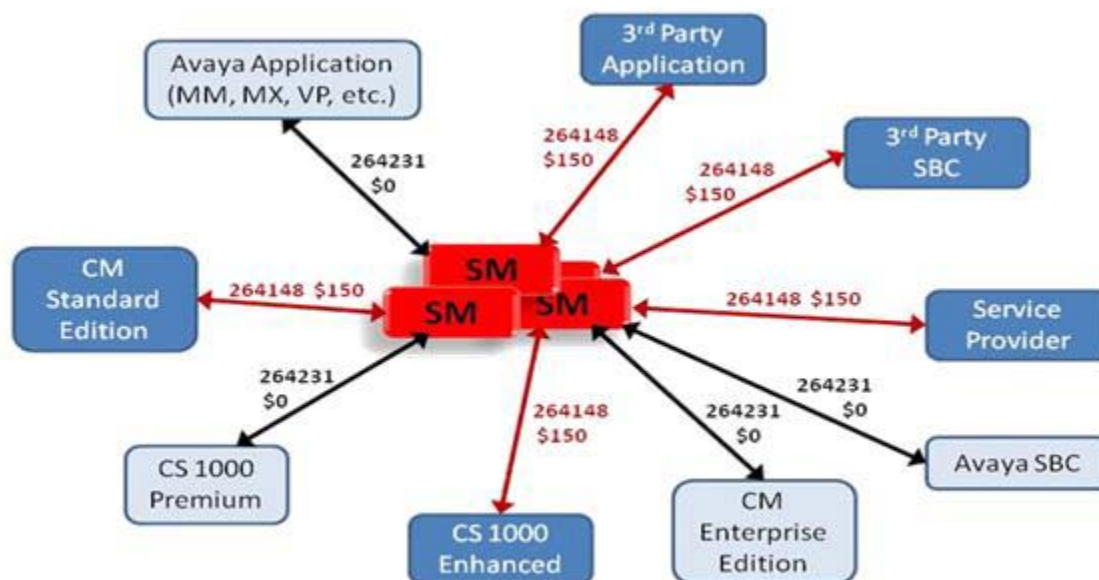 Avaya Application
(MM, MX, VP, etc.)
3rd Party
Application
3rd Party
SBC
264231
$0
264148
$150
264148
$150
CM
Standard
Edition
264148 $150
SM
SM
SM
264148 $150
Service
Provider
264231
$0
CS 1000
Premium
264148
$150
CS 1000
Enhanced
264231
$0
CM
Enterprise
Edition
264231
$0
Avaya SBC